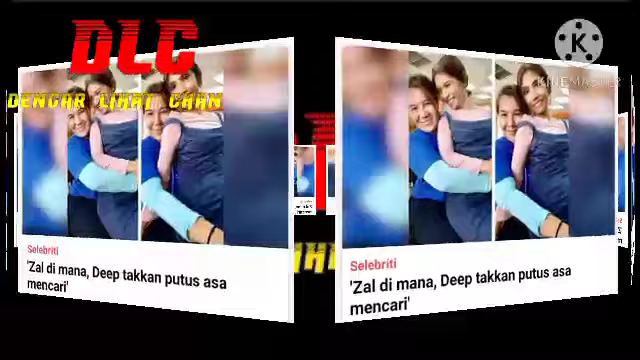 DLC
DENGAR LIHAT CHAN
KINEMASTER
Selebriti
'Zal di mana, Deep takkan putus asa
mencari'
Selebriti
'Zal di mana, Deep takkan putus asa
mencari'